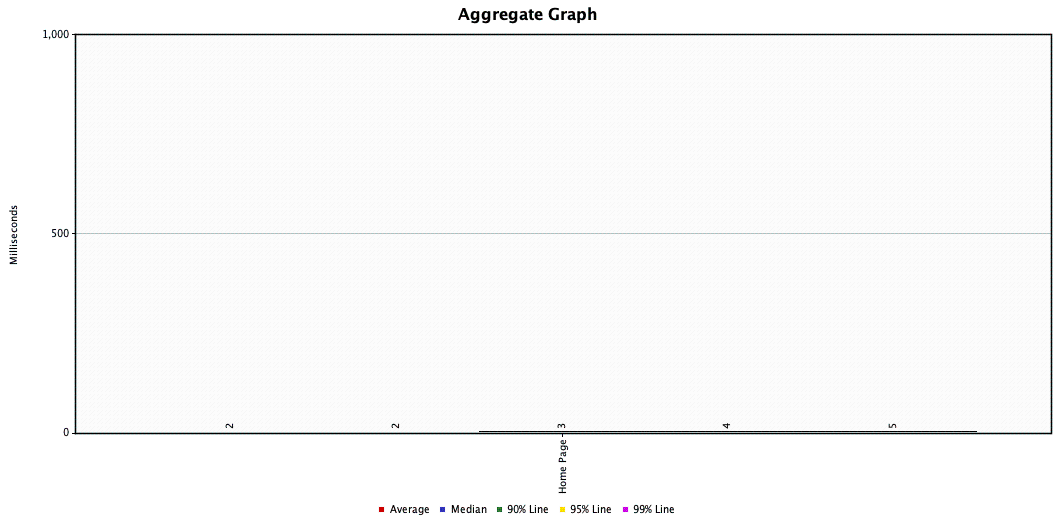 Aggregate Graph
1,000
500
0
Milliseconds
2
2
3
4
5
Home Page
Average
Median
90% Line
95% Line
99% Line